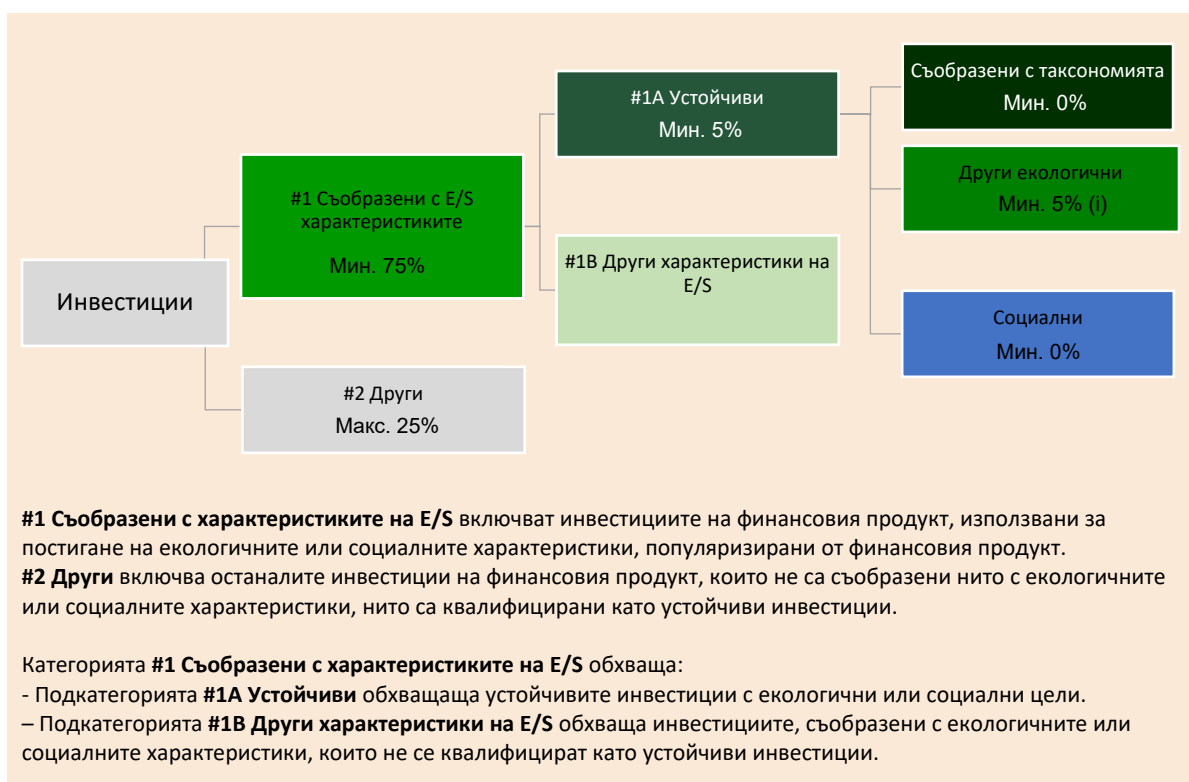 Инвестиции
#1 Съобразени с E/S
характеристиките
Мин. 75%
#2 Други
Макс. 25%
#1A Устойчиви
Мин. 5%
#1B Други характеристики на
E/S
Съобразени с таксономията
Мин. 0%
Други екологични
Мин. 5% (i)
Социални
Мин. 0%
#1 Съобразени с характеристиките на E/S включват инвестициите на финансовия продукт, използвани за
постигане на екологичните или социалните характеристики, популяризирани от финансовия продукт.
#2 Други включва останалите инвестиции на финансовия продукт, които не са съобразени нито с екологичните
или социалните характеристики, нито са квалифицирани като устойчиви инвестиции.
Категорията #1 Съобразени с характеристиките на E/S обхваща:
- Подкатегорията #1A Устойчиви обхващаща устойчивите инвестиции с екологични или социални цели.
– Подкатегорията #1B Други характеристики на E/S обхваща инвестициите, съобразени с екологичните или
социалните характеристики, които не се квалифицират като устойчиви инвестиции.